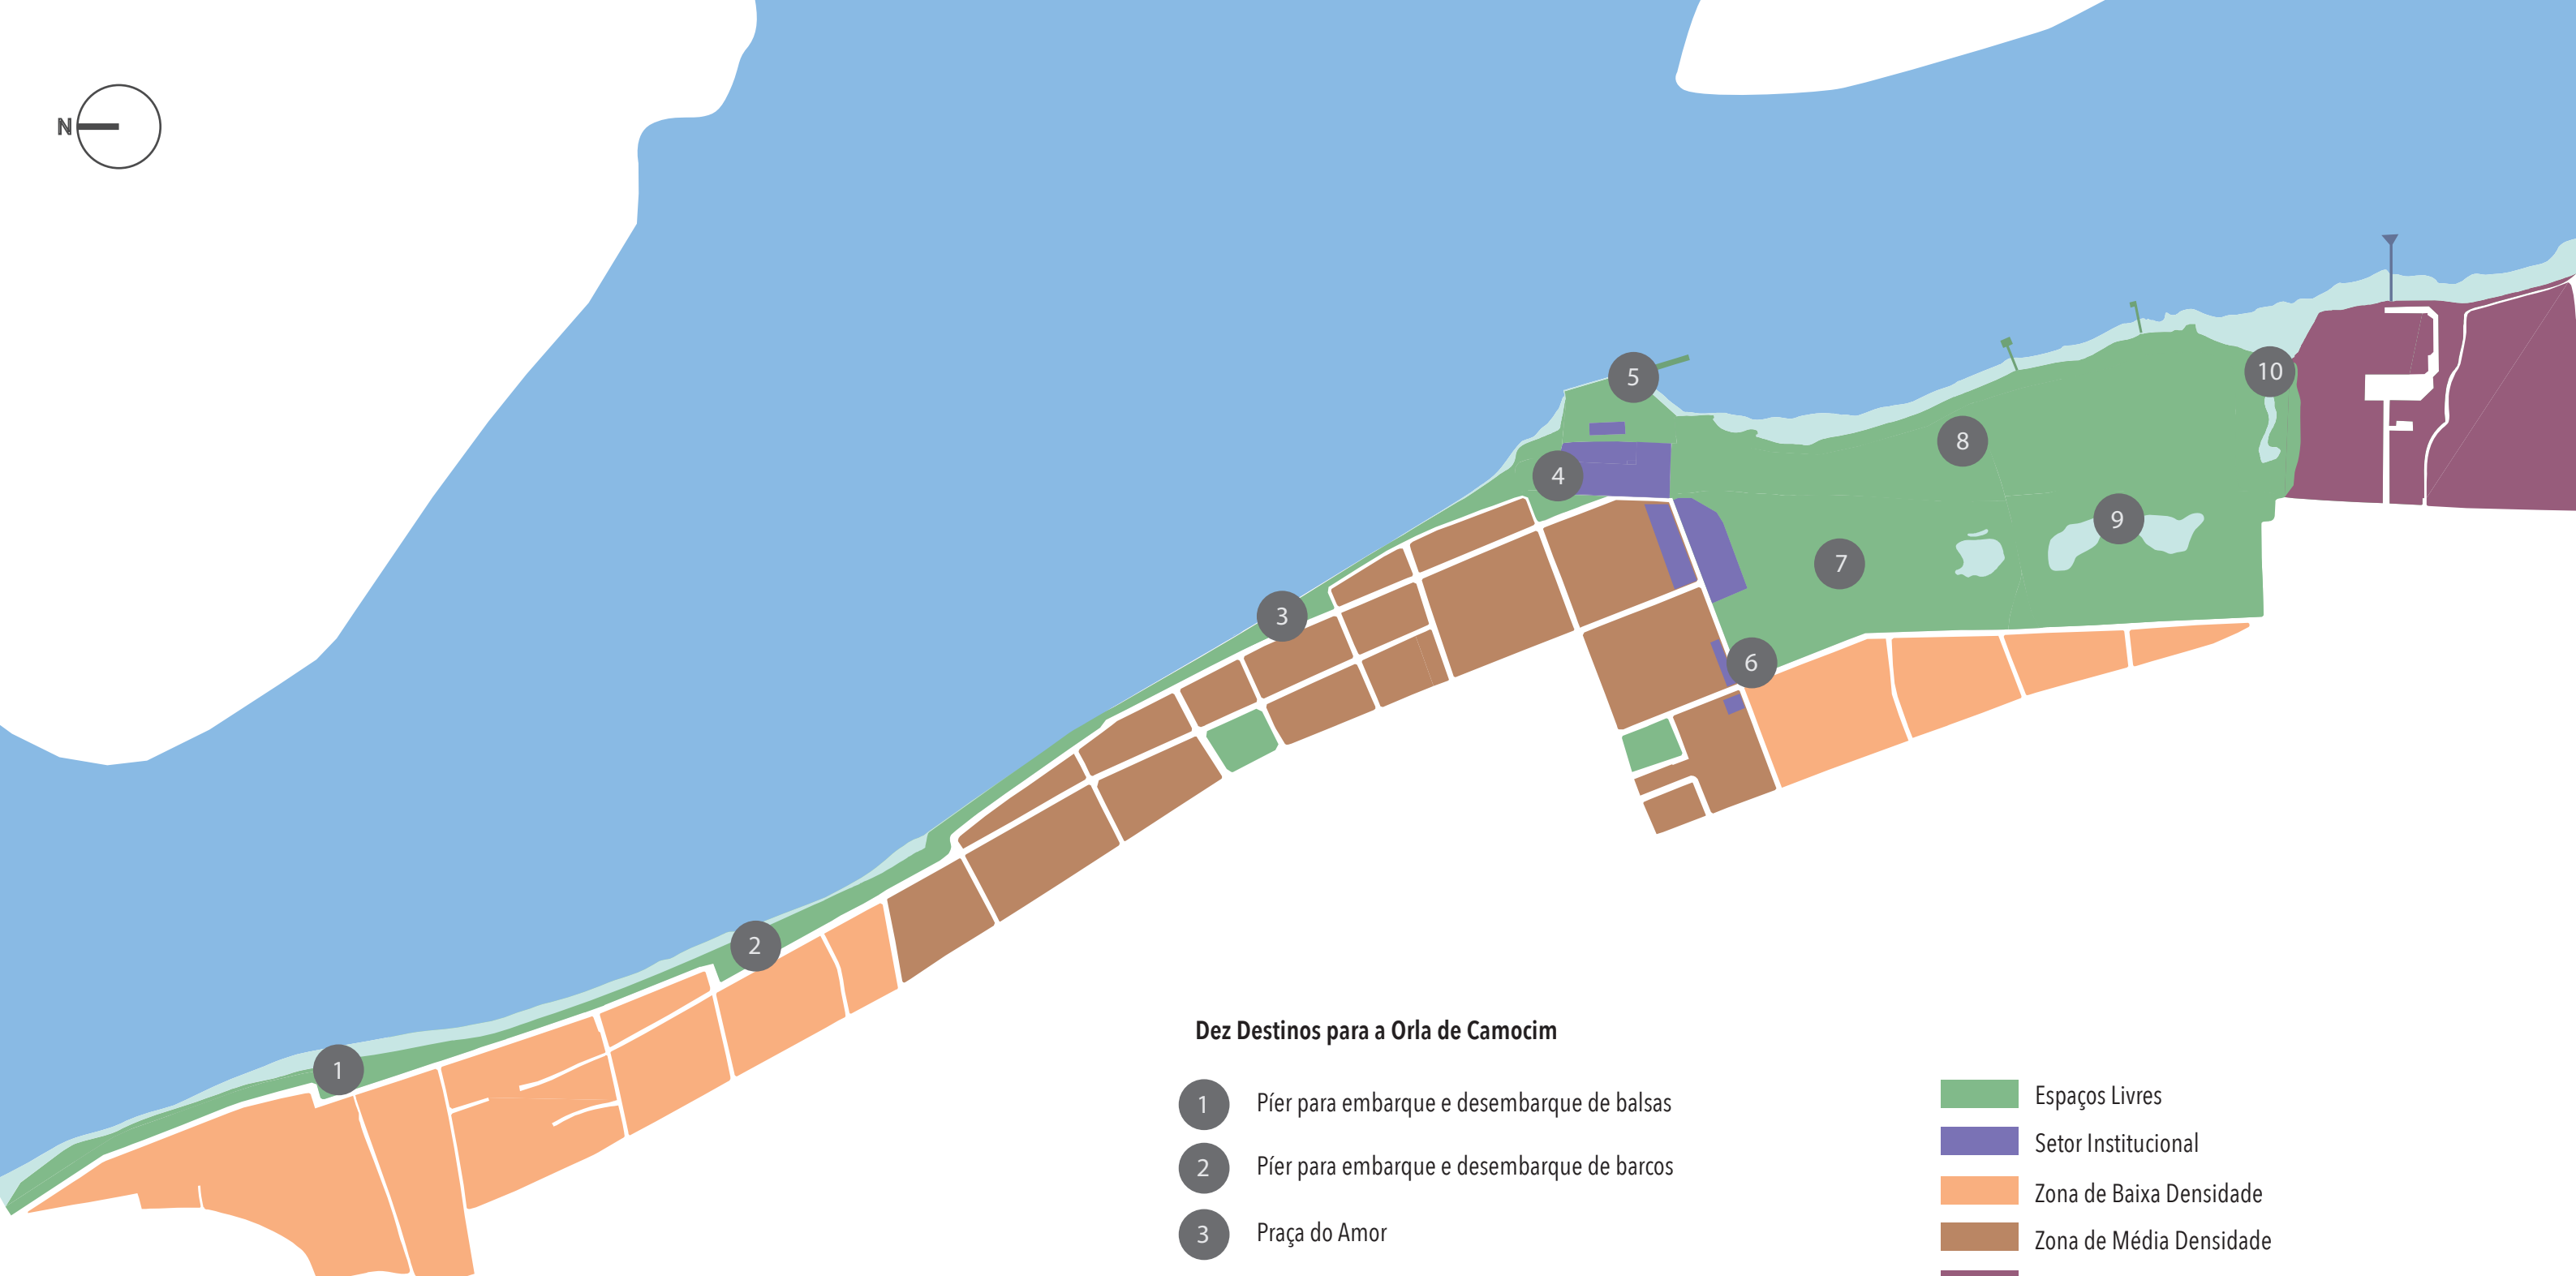 N
5
10
8
4
9
7
3
6
2
1
Dez Destinos para a Orla de Camocim
1 Píer para embarque e desembarque de balsas
2 Píer para embarque e desembarque de barcos
3 Praça do Amor
Espaços Livres
Setor Institucional
Zona de Baixa Densidade
Zona de Média Densidade